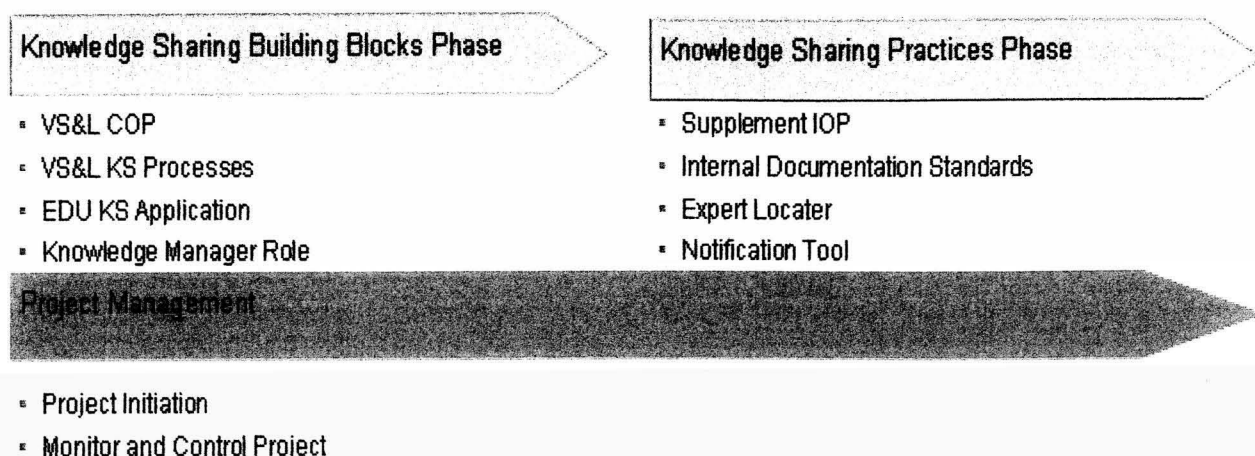 Knowledge Sharing Building Blocks Phase
VS&L COP
VS&L KS Processes
EDU KS Application
Knowledge Manager Role
Knowledge Sharing Practices Phase
Supplement IOP
Internal Documentation Standards
Expert Locater
Notification Tool
Project Management
Project Initiation
Monitor and Control Project